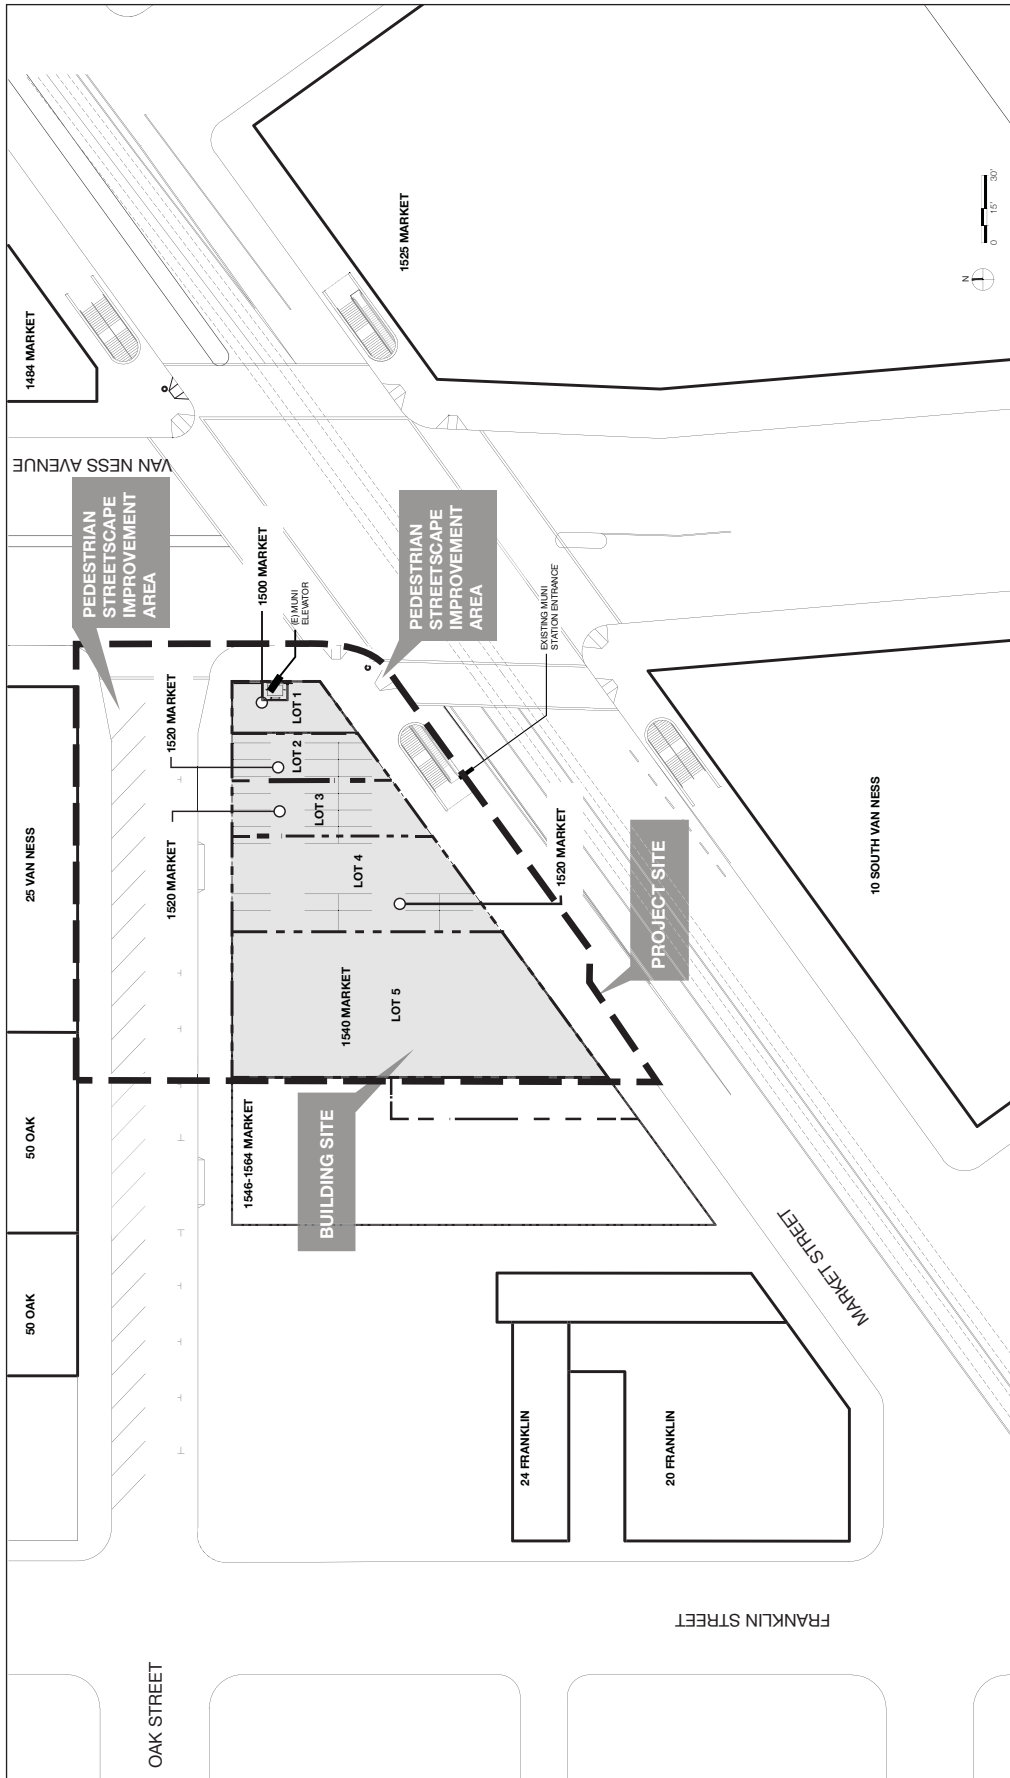 OAK STREET
50 OAK
50 OAK
25 VAN NESS
VAN NESS AVENUE
1484 MARKET
PEDESTRIAN
STREETSCAPE
IMPROVEMENT
AREA
1520 MARKET
1520 MARKET
1500 MARKET
(E) MUNI
ELEVATOR
LOT 1
LOT 2
LOT 3
LOT 4
1540 MARKET
LOT 5
1546-1564 MARKET
BUILDING SITE
PEDESTRIAN
STREETSCAPE
IMPROVEMENT
AREA
1525 MARKET
EXISTING MUNI
STATION ENTRANCE
1520 MARKET
PROJECT SITE
24 FRANKLIN
20 FRANKLIN
FRANKLIN STREET
MARKET STREET
10 SOUTH VAN NESS
N
0 15' 30'